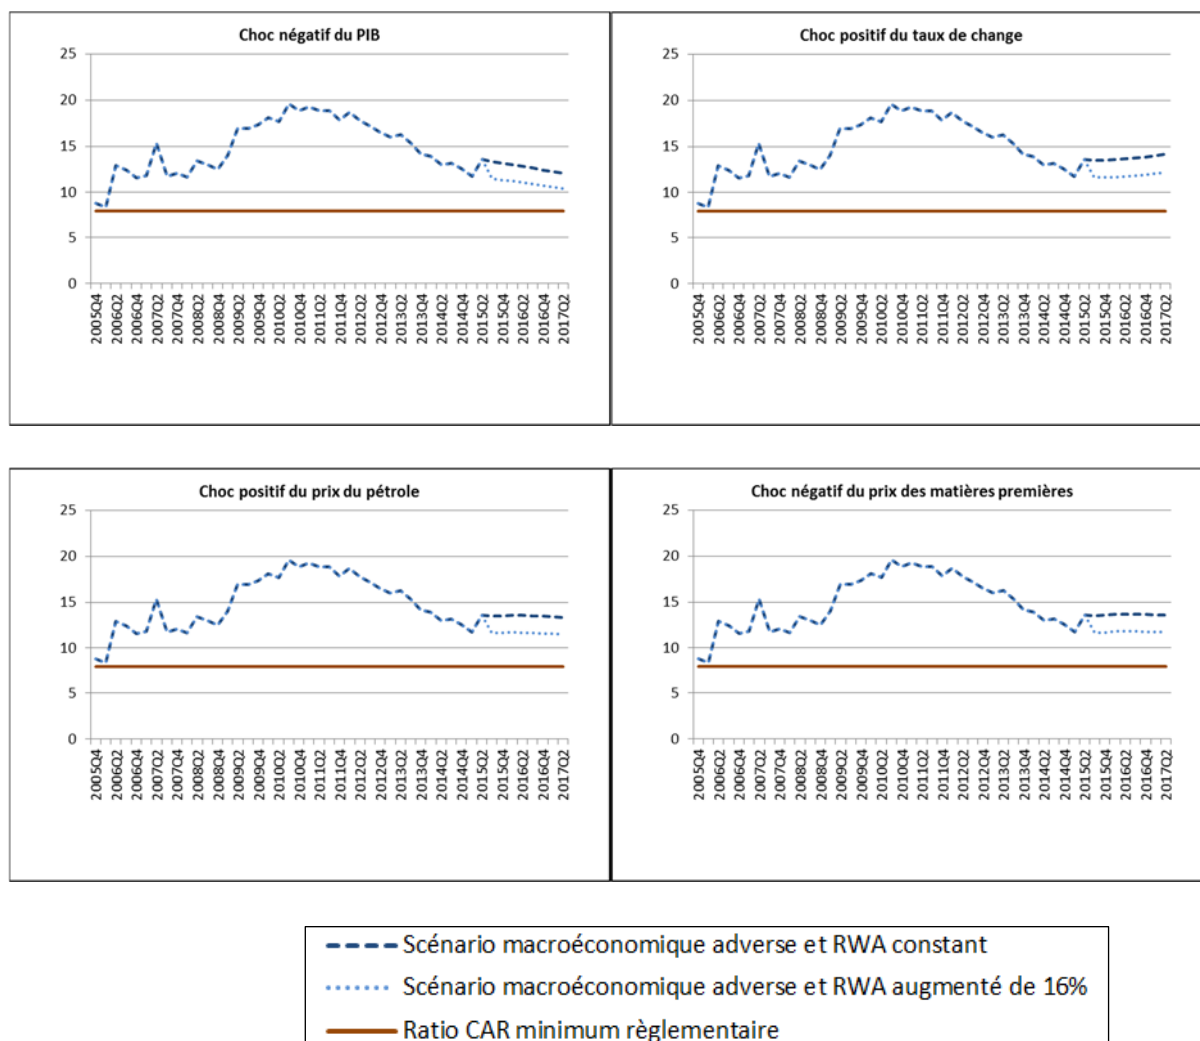 Choc négatif du PIB
25
20
15
10
5
0
2005Q4
2006Q2
2006Q4
2007Q2
2007Q4
2008Q2
2008Q4
2009Q2
2009Q4
2010Q2
2010Q4
2011Q2
2011Q4
2012Q2
2012Q4
2013Q2
2013Q4
2014Q2
2014Q4
2015Q2
2015Q4
2016Q2
2016Q4
2017Q2
Choc positif du taux de change
25
20
15
10
5
0
2005Q4
2006Q2
2006Q4
2007Q2
2007Q4
2008Q2
2008Q4
2009Q2
2009Q4
2010Q2
2010Q4
2011Q2
2011Q4
2012Q2
2012Q4
2013Q2
2013Q4
2014Q2
2014Q4
2015Q2
2015Q4
2016Q2
2016Q4
2017Q2
Choc positif du prix du pétrole
25
20
15
10
5
0
2005Q4
2006Q2
2006Q4
2007Q2
2007Q4
2008Q2
2008Q4
2009Q2
2009Q4
2010Q2
2010Q4
2011Q2
2011Q4
2012Q2
2012Q4
2013Q2
2013Q4
2014Q2
2014Q4
2015Q2
2015Q4
2016Q2
2016Q4
2017Q2
Choc négatif du prix des matières premières
25
20
15
10
5
0
2005Q4
2006Q2
2006Q4
2007Q2
2007Q4
2008Q2
2008Q4
2009Q2
2009Q4
2010Q2
2010Q4
2011Q2
2011Q4
2012Q2
2012Q4
2013Q2
2013Q4
2014Q2
2014Q4
2015Q2
2015Q4
2016Q2
2016Q4
2017Q2
Scénario macroéconomique adverse et RWA constant
Scénario macroéconomique adverse et RWA augmenté de 16%
Ratio CAR minimum règlementaire